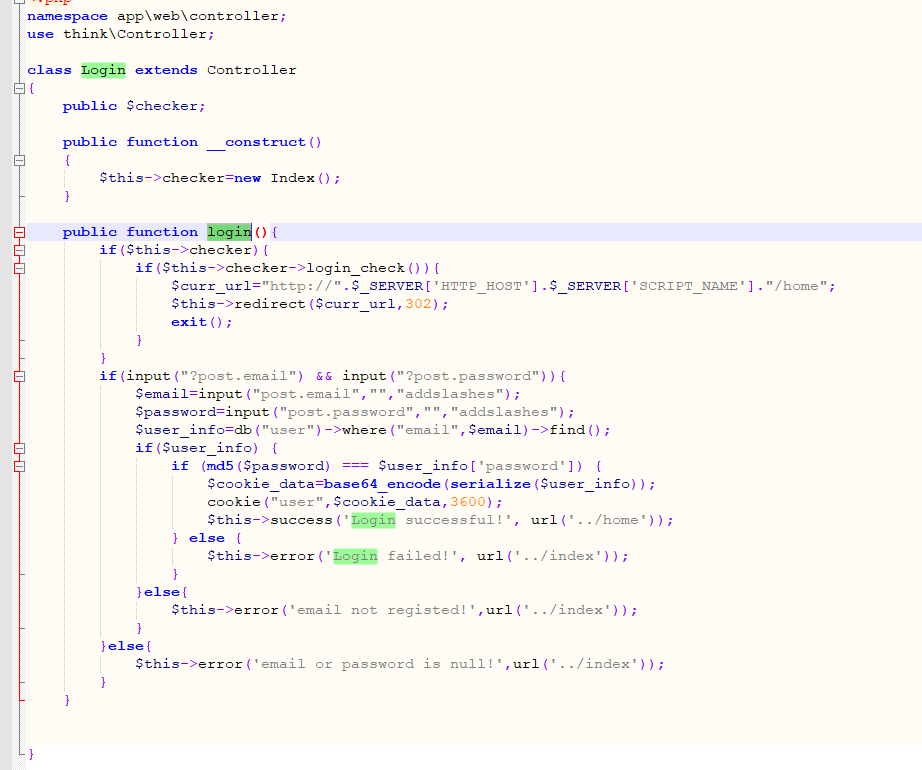 <?php
namespace app\web\controller;
use think\Controller;
class Login extends Controller
{
public $checker;
public function __construct()
{
$this->checker=new Index();
}
public function login(){
if($this->checker){
if($this->checker->login_check()){
$curr_url="http://".$_SERVER['HTTP_HOST'].$_SERVER['SCRIPT_NAME']."/home";
$this->redirect($curr_url,302);
exit();
}
}
if(input("?post.email") && input("?post.password")){
$email=input("post.email","","addslashes");
$password=input("post.password","","addslashes");
$user_info=db("user")->where("email",$email)->find();
if($user_info) {
if (md5($password) === $user_info['password']) {
$cookie_data=base64_encode(serialize($user_info));
cookie("user",$cookie_data,3600);
$this->success('Login successful!', url('../home'));
} else {
$this->error('Login failed!', url('../index'));
}
}else{
$this->error('email not registed!',url('../index'));
}
}else{
$this->error('email or password is null!',url('../index'));
}
}
}